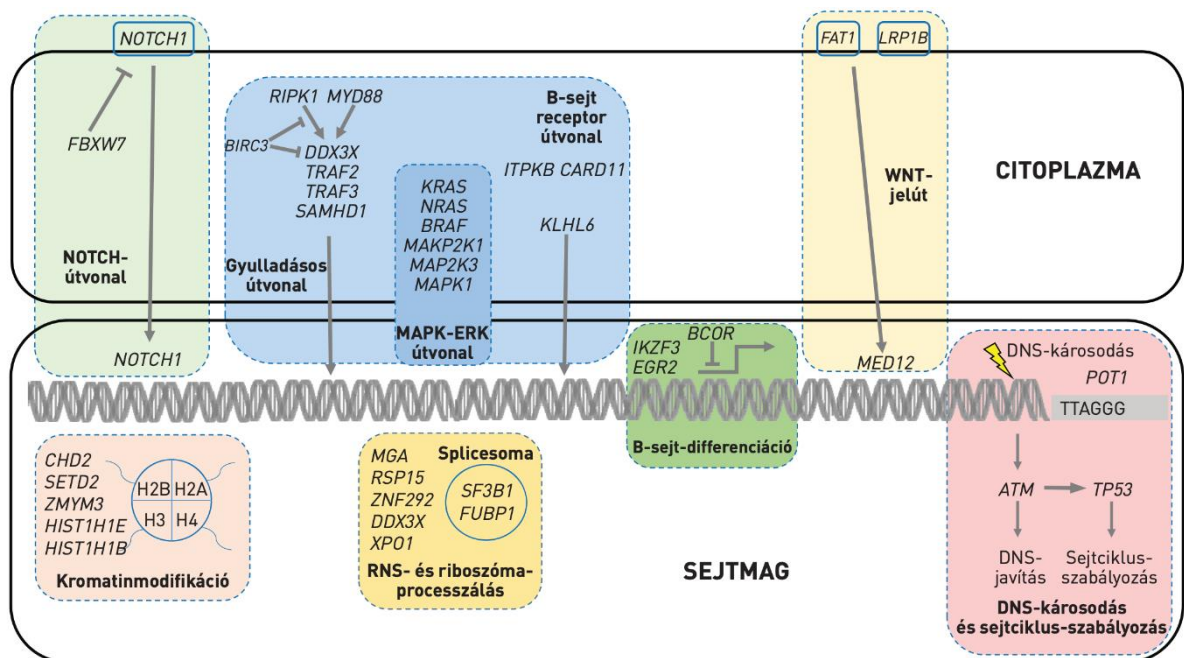 NOTCH1
FBXW7
NOTCH-
útvonal
NOTCH1
RIPK1 MYD88
BIRC3
DDX3X
TRAF2
TRAF3
SAMHD1
Gyulladásos
útvonal
KRAS
NRAS
BRAF
MAKP2K1
MAP2K3
MAPK1
MAPK-ERK
útvonal
B-sejt
receptor
útvonal
ITPKB CARD11
KLHL6
FAT1
LRP1B
WNT-
jelút
MED12
CITOPLAZMA
BCOR
IKZF3
EGR2
B-sejt-differenciáció
DNS-károsodás
POT1
TTAGGG
ATM
TP53
DNS-
javítás
Sejtciklus-
szabályozás
DNS-károsodás
és sejtciklus-szabályozás
CHD2
SETD2
ZMYM3
HIST1H1E
HIST1H1B
H2B H2A
H3 H4
Kromatinmodifikáció
MGA
RSP15
ZNF292
DDX3X
XPO1
Splicesoma
SF3B1
FUBP1
RNS- és riboszóma-
processzálás
SEJTMAG